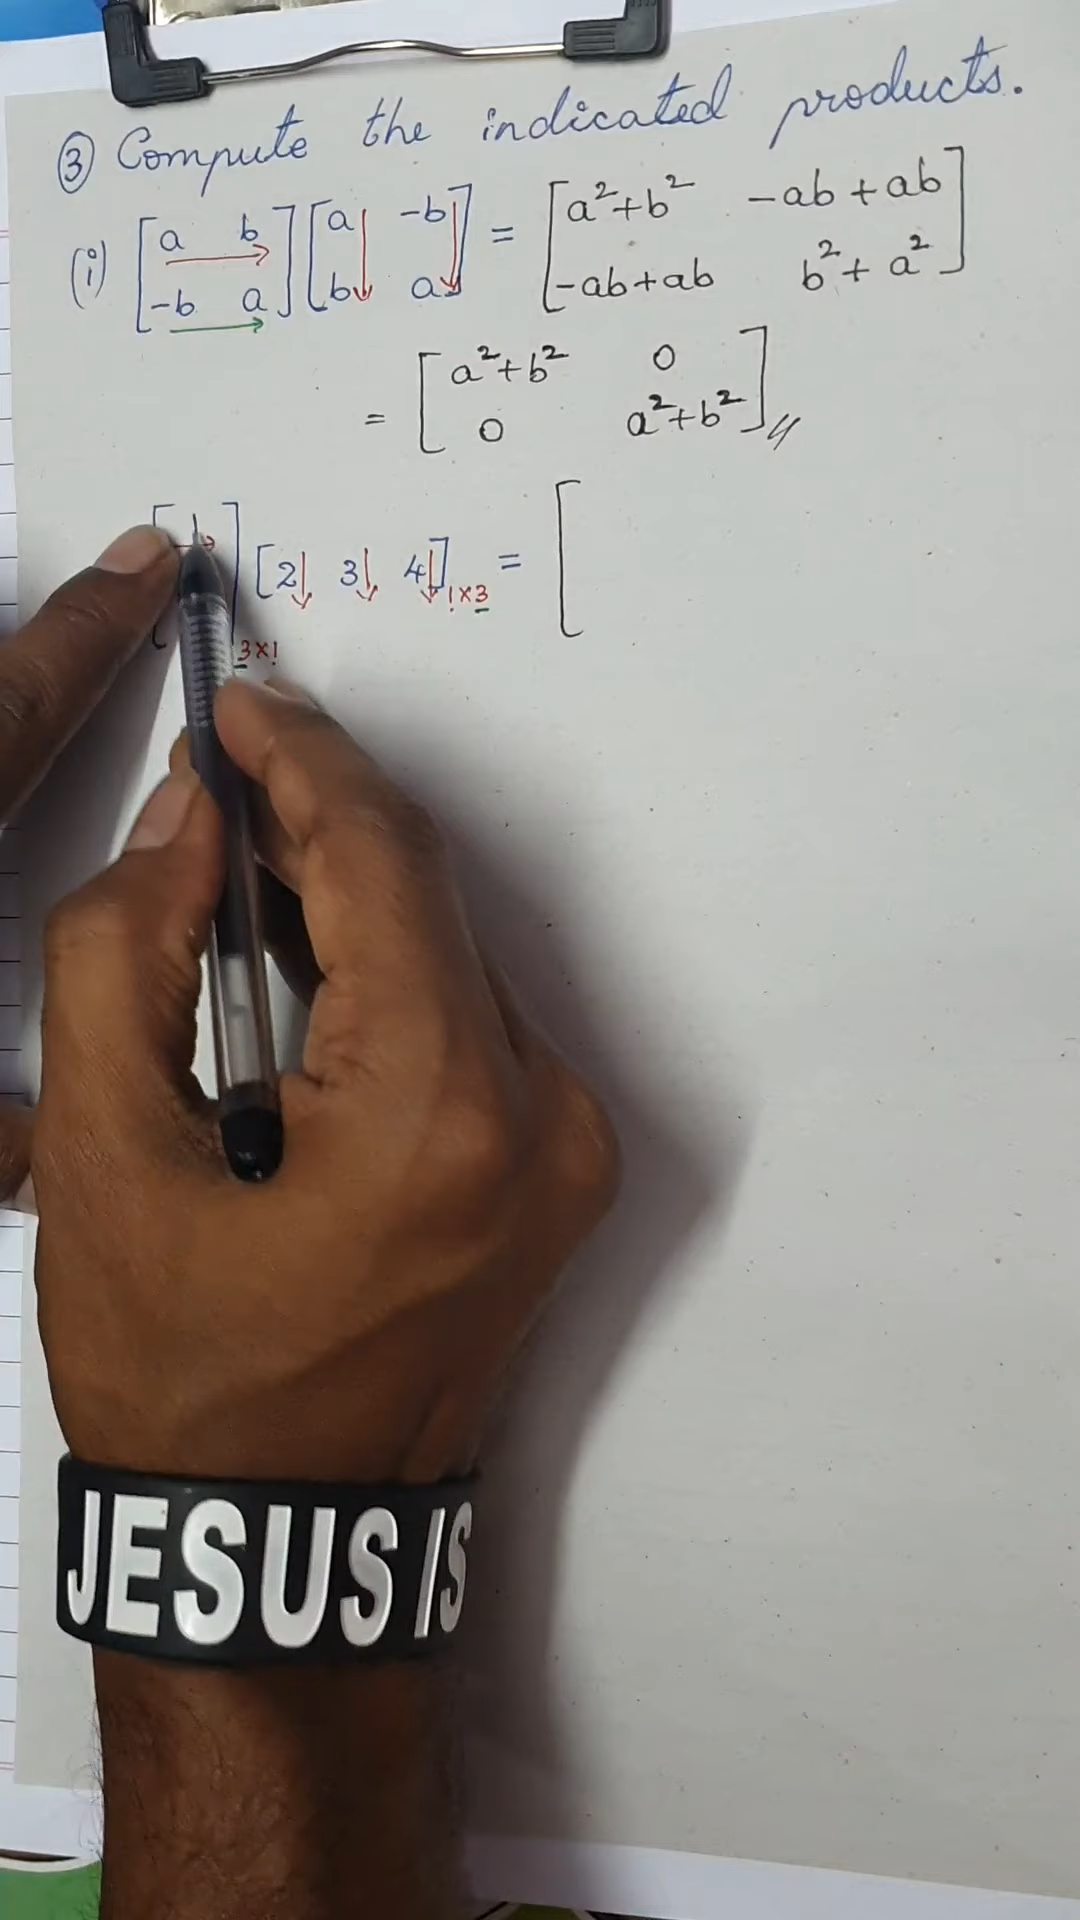 ③ Compute the indicated products.
(i) [a b -b a] [a -b b a] = [a²+b² -ab+ab -ab+ab b²+a²]
= [a²+b² 0 0 a²+b²]
[1]3×1 [2 3 4]1×3 = [
JESUS IS